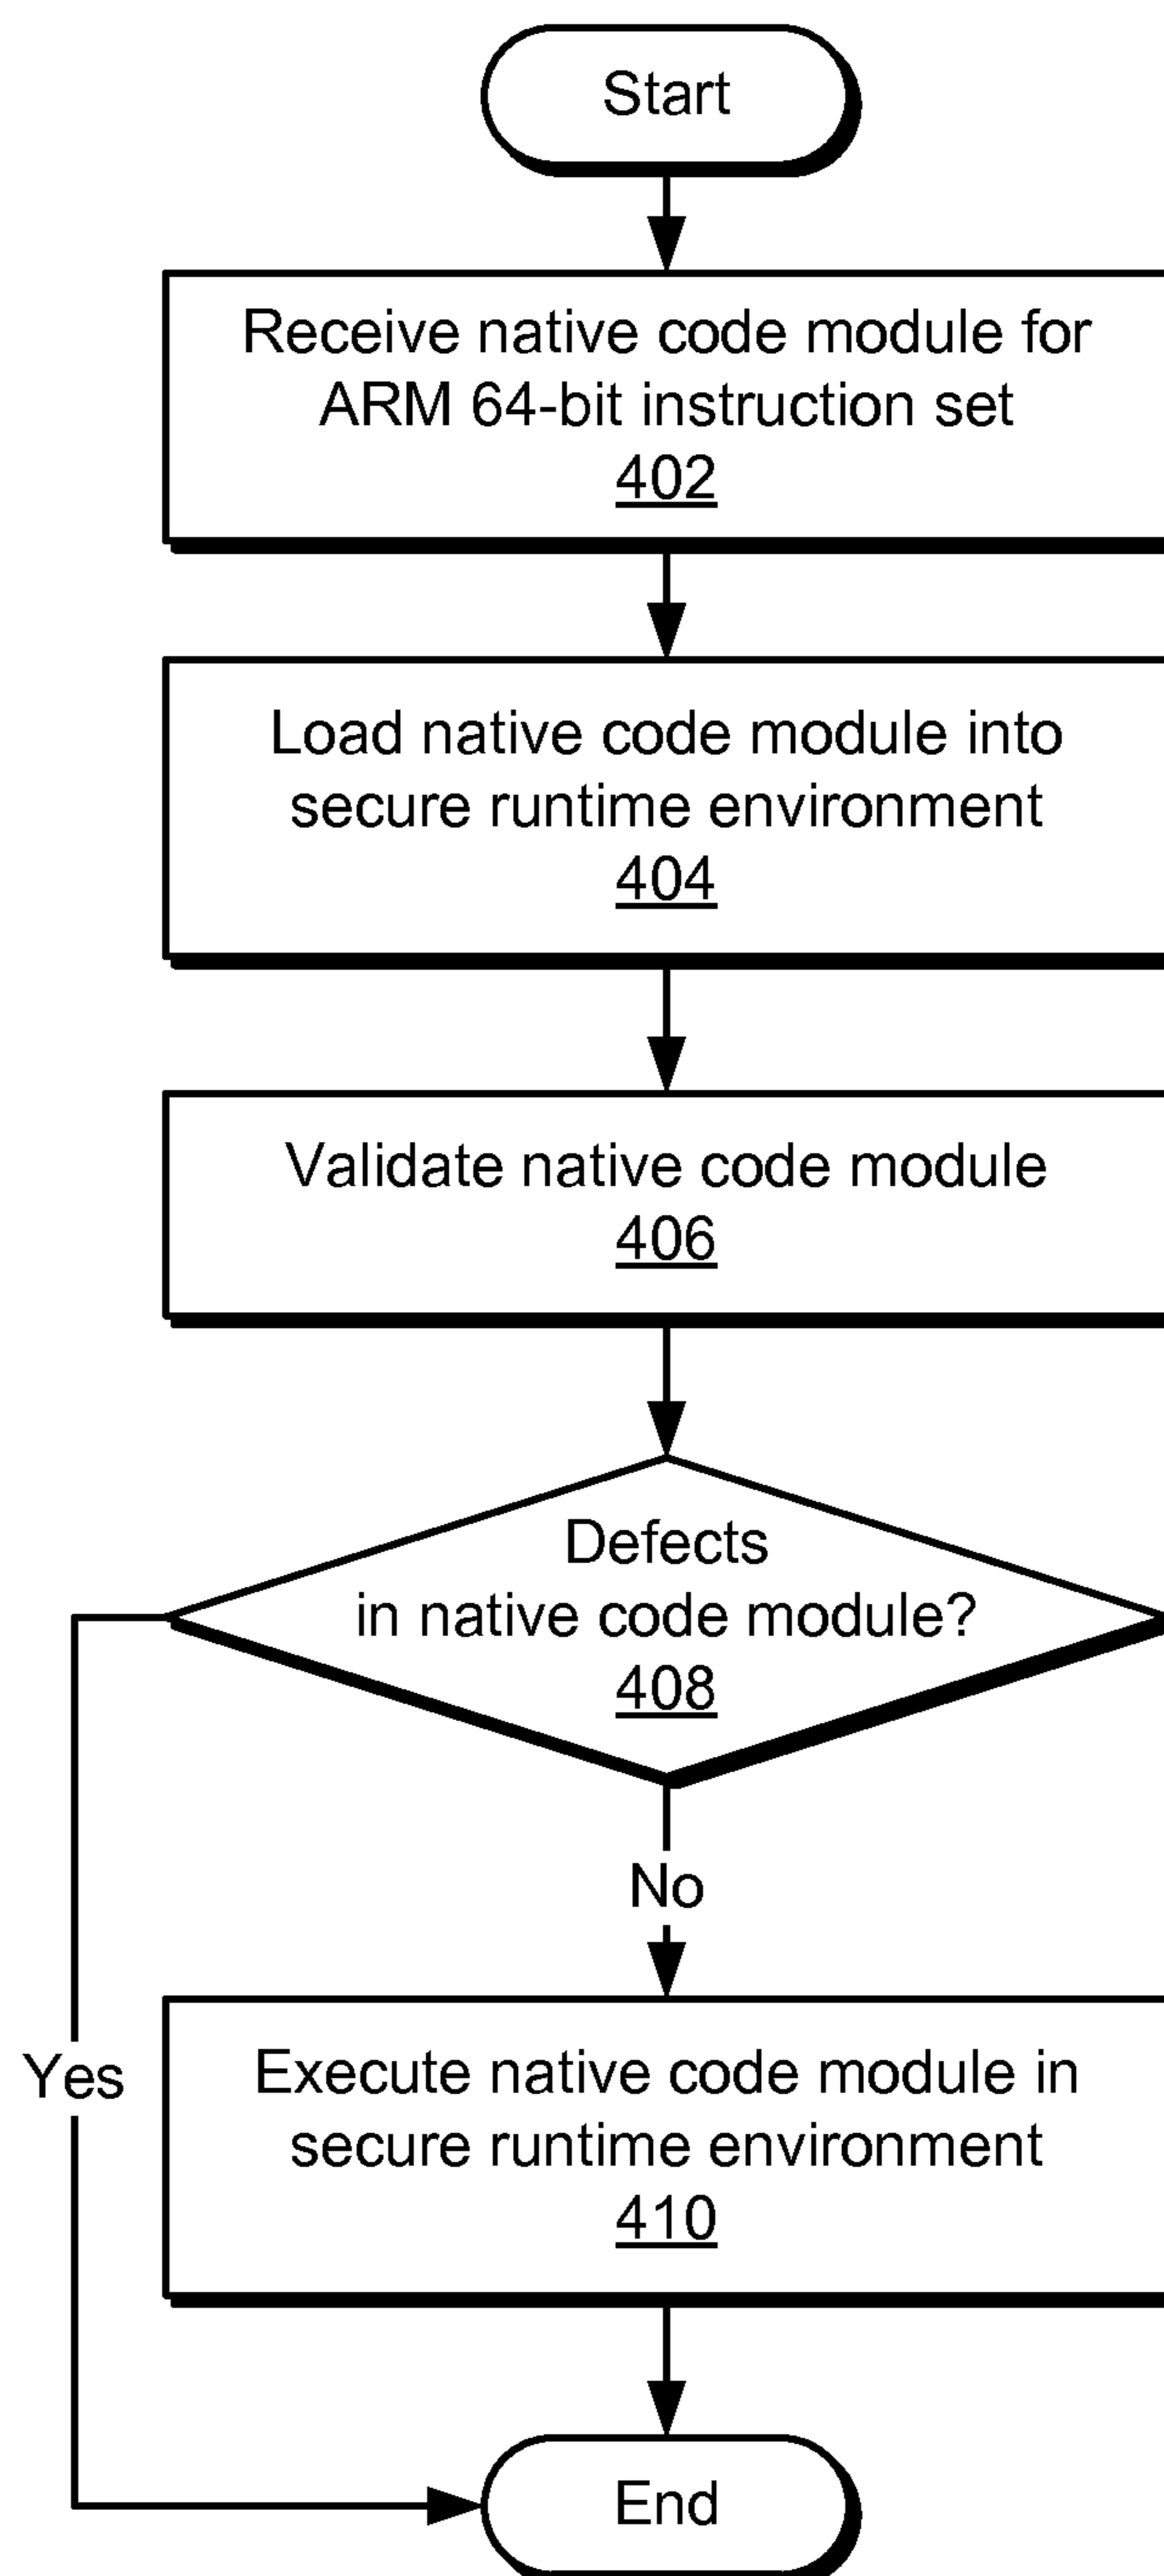 Start
Receive native code module for
ARM 64-bit instruction set
402
Load native code module into
secure runtime environment
404
Validate native code module
406
Defects
in native code module?
408
No
Yes
Execute native code module in
secure runtime environment
410
End